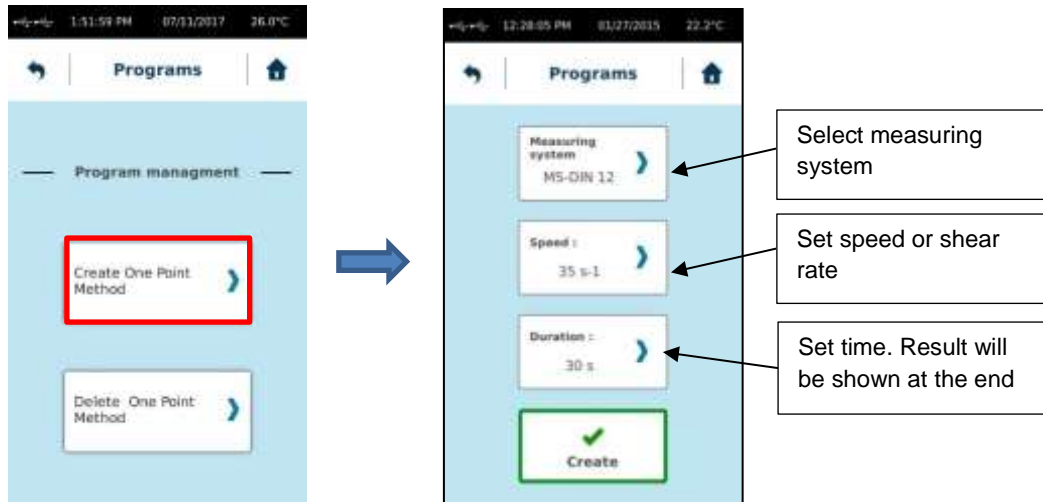 1:51:59 PM 07/11/2017 26.0°C
Programs
Program managment
Create One Point
Method
Delete One Point
Method
12:28:05 PM 01/27/2015 22.2°C
Programs
Measuring
system
MS-DIN 12
Speed :
35 s-1
Duration :
30 s
Create
Select measuring
system
Set speed or shear
rate
Set time. Result will
be shown at the end